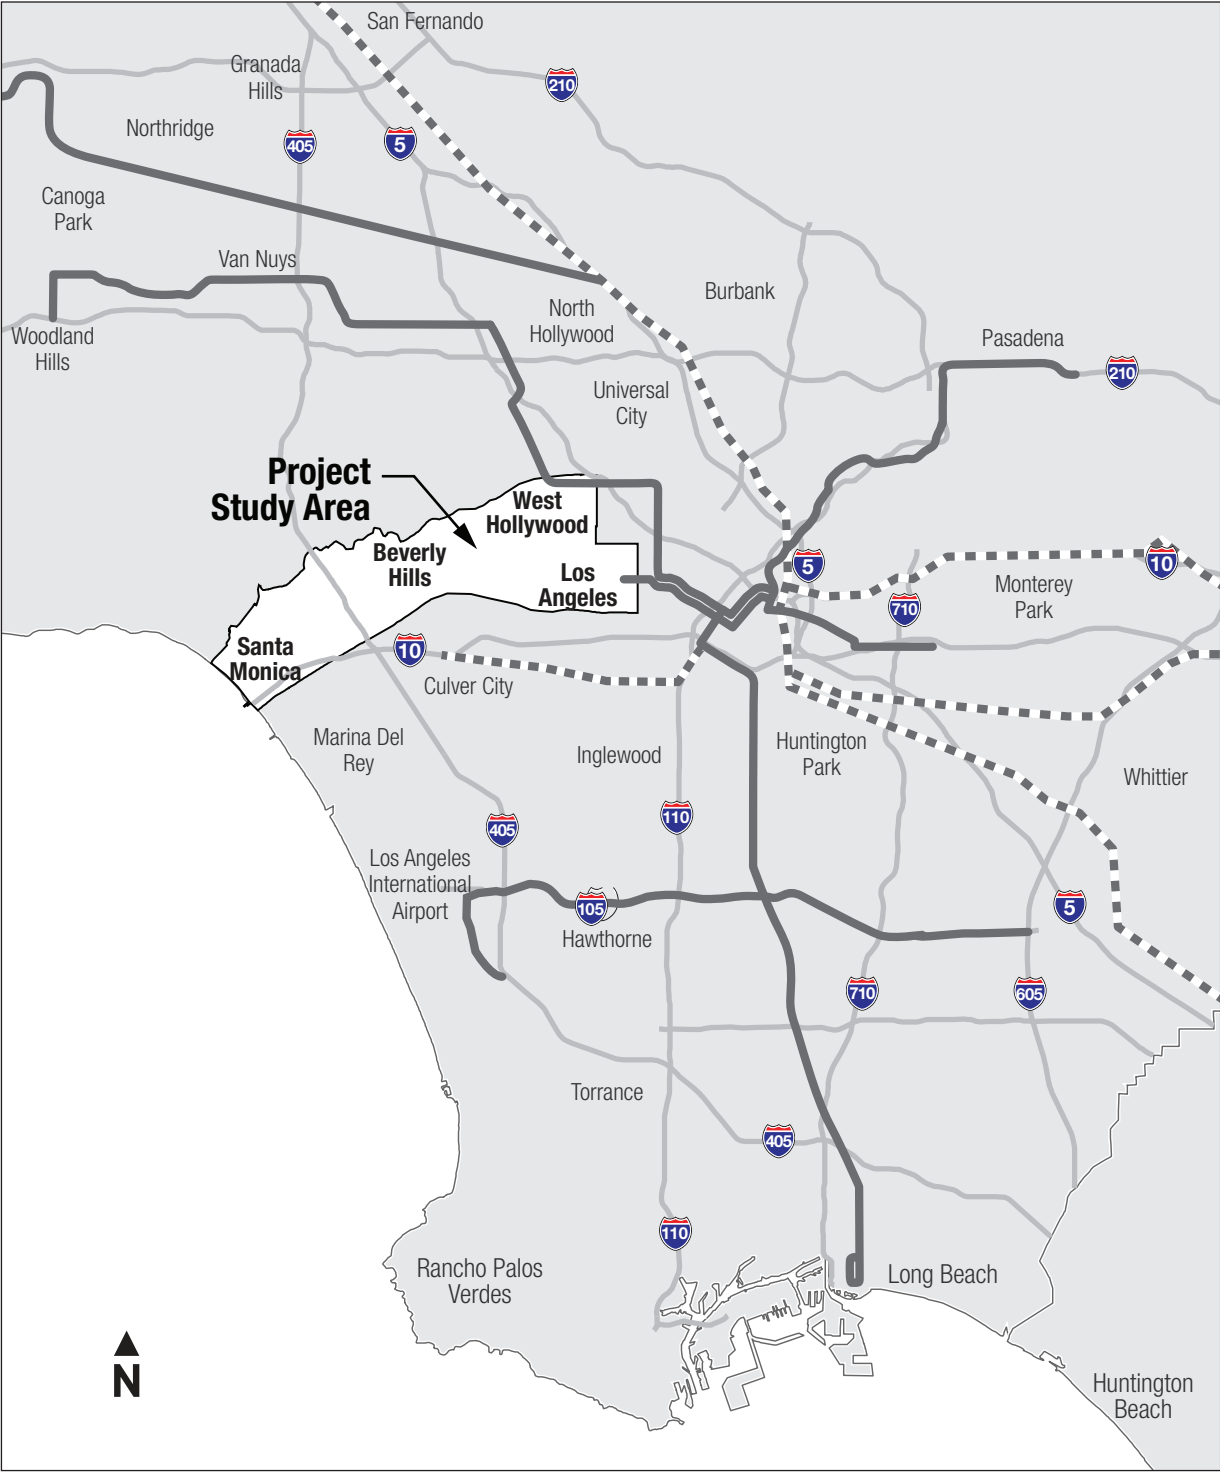 San Fernando
Granada
Hills
210
Northridge
405
5
Canoga
Park
Van Nuys
Burbank
North
Hollywood
Woodland
Hills
Pasadena
210
Universal
City
Project
Study Area
West
Hollywood
Beverly
Hills
Los
Angeles
5
10
Monterey
Park
710
Santa
Monica
10
Culver City
Marina Del
Rey
Inglewood
Huntington
Park
Whittier
110
405
Los Angeles
International
Airport
105
5
Hawthorne
710
605
Torrance
405
110
Rancho Palos
Verdes
Long Beach
N
Huntington
Beach